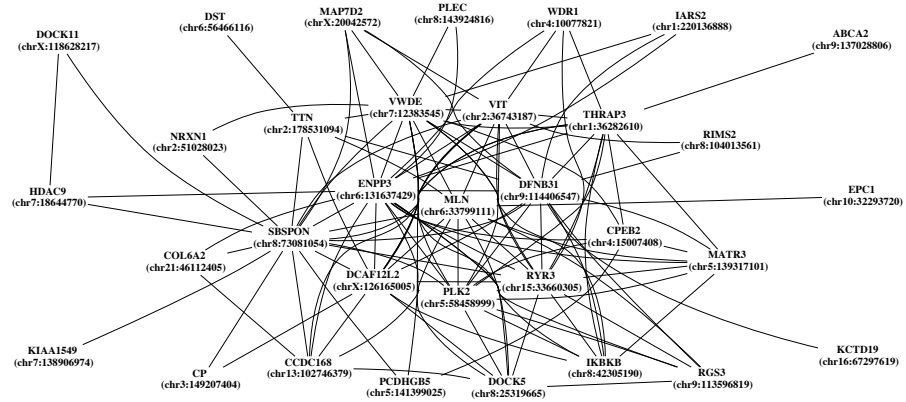 DST
(chr6:56466116)
MAP7D2
(chrX:20042572)
PLEC
(chr8:143924816)
WDR1
(chr4:10077821)
IARS2
(chr1:220136888)
DOCK11
(chrX:118628217)
ABCA2
(chr9:137028806)
VWDE
(chr7:12383545)
VIT
(chr2:36743187)
TTN
(chr2:178531094)
THRAP3
(chr1:36282610)
NRXN1
(chr2:51028023)
RIMS2
(chr8:104013561)
HDAC9
(chr7:18644770)
ENPP3
(chr6:131637429)
DFNB31
(chr9:114406547)
EPC1
(chr10:32293720)
MLN
(chr6:33799111)
SBSPON
(chr8:73081054)
CPEB2
(chr4:15007408)
COL6A2
(chr21:46112405)
MATR3
(chr5:139317101)
DCAF12L2
(chrX:126165005)
RYR3
(chr15:33660305)
PLK2
(chr5:58458999)
KIAA1549
(chr7:138906974)
KCTD19
(chr16:67297619)
CP
(chr3:149207404)
CCDC168
(chr13:102746379)
IKBKB
(chr8:42305190)
RGS3
(chr9:113596819)
PCDHGB5
(chr5:141399025)
DOCK5
(chr8:25319665)